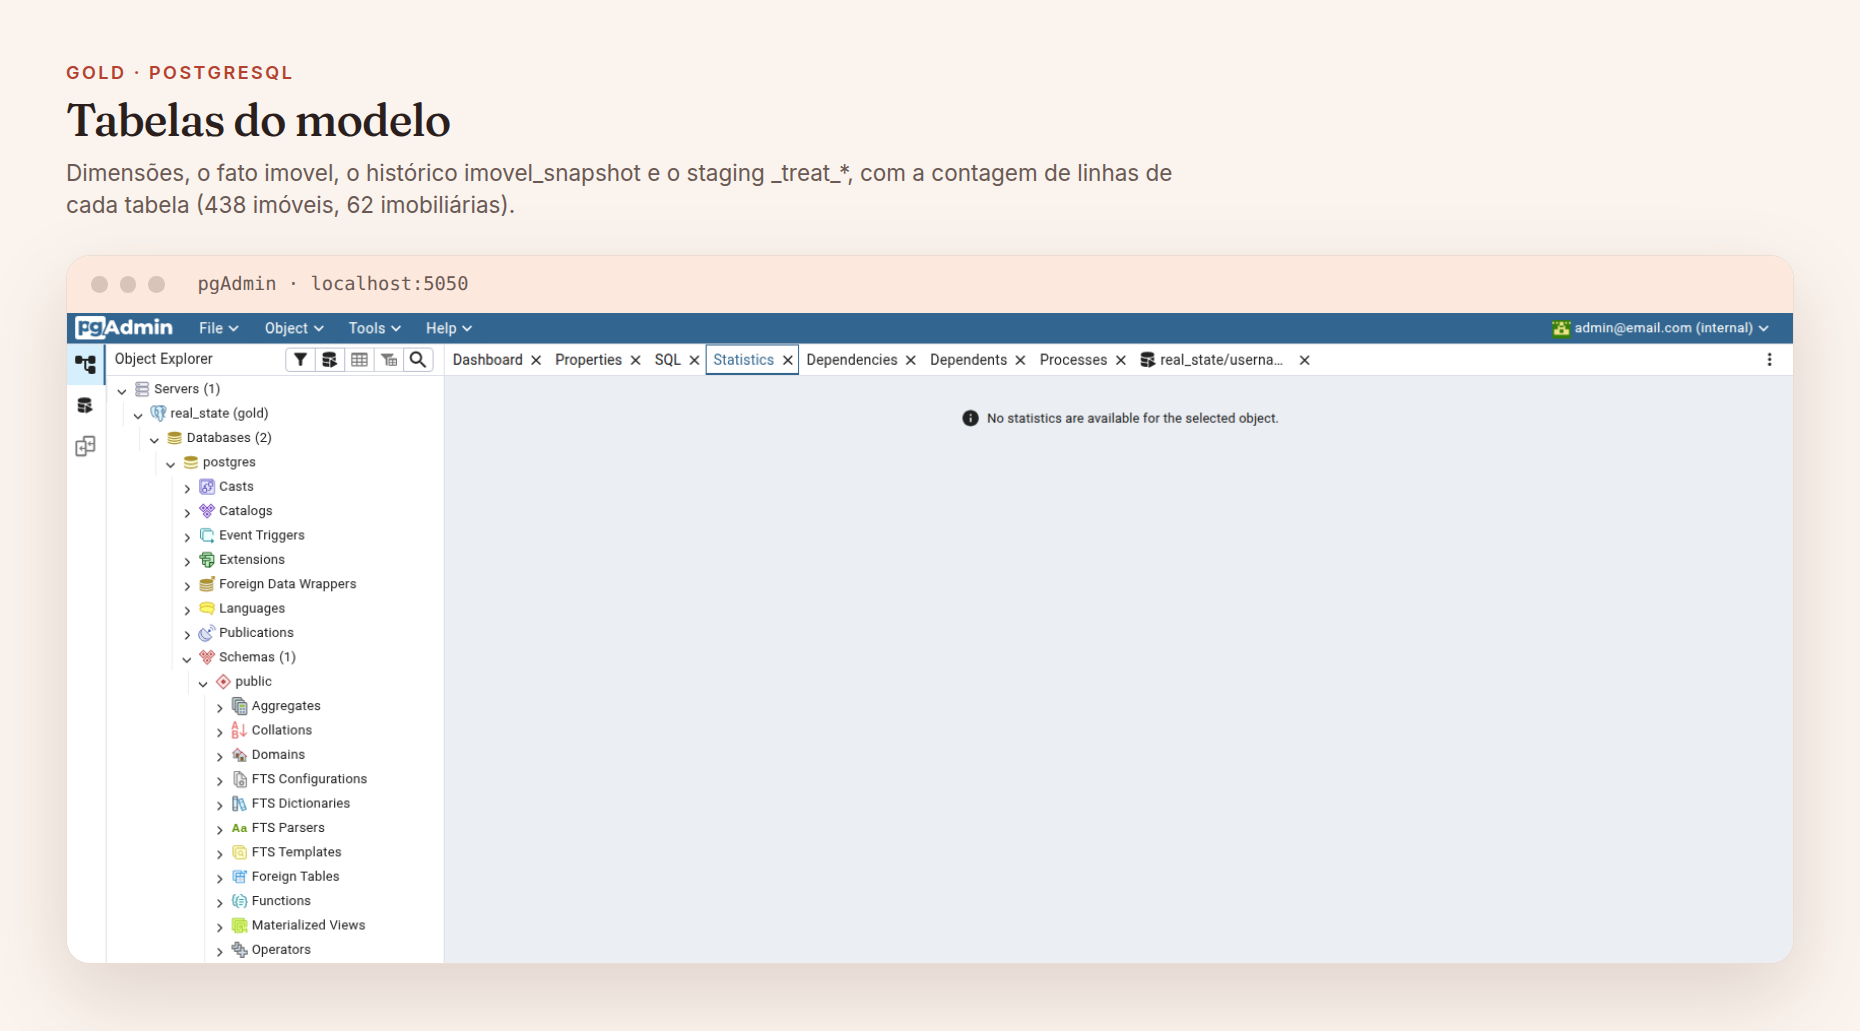 GOLD · POSTGRESQL
Tabelas do modelo
Dimensões, o fato imovel, o histórico imovel_snapshot e o staging _treat_*, com a contagem de linhas de
cada tabela (438 imóveis, 62 imobiliárias).
pgAdmin · localhost:5050
pgAdmin File Object Tools Help admin@email.com (internal)
Object Explorer Dashboard Properties SQL Statistics Dependencies Dependents Processes real_state/userna...
Servers (1)
real_state (gold)
No statistics are available for the selected object.
Databases (2)
postgres
Casts
Catalogs
Event Triggers
Extensions
Foreign Data Wrappers
Languages
Publications
Schemas (1)
public
Aggregates
Collations
Domains
FTS Configurations
FTS Dictionaries
Aa FTS Parsers
FTS Templates
Foreign Tables
Functions
Materialized Views
Operators